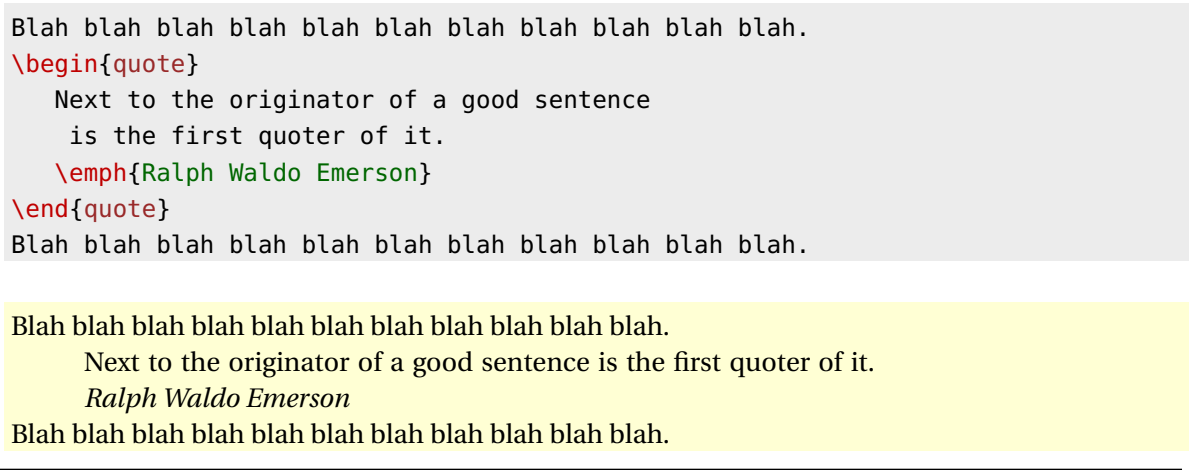 Blah blah blah blah blah blah blah blah blah blah blah.
\begin{quote}
   Next to the originator of a good sentence
    is the first quoter of it.
   \emph{Ralph Waldo Emerson}
\end{quote}
Blah blah blah blah blah blah blah blah blah blah blah.
Blah blah blah blah blah blah blah blah blah blah blah.
Next to the originator of a good sentence is the first quoter of it.
Ralph Waldo Emerson
Blah blah blah blah blah blah blah blah blah blah blah.